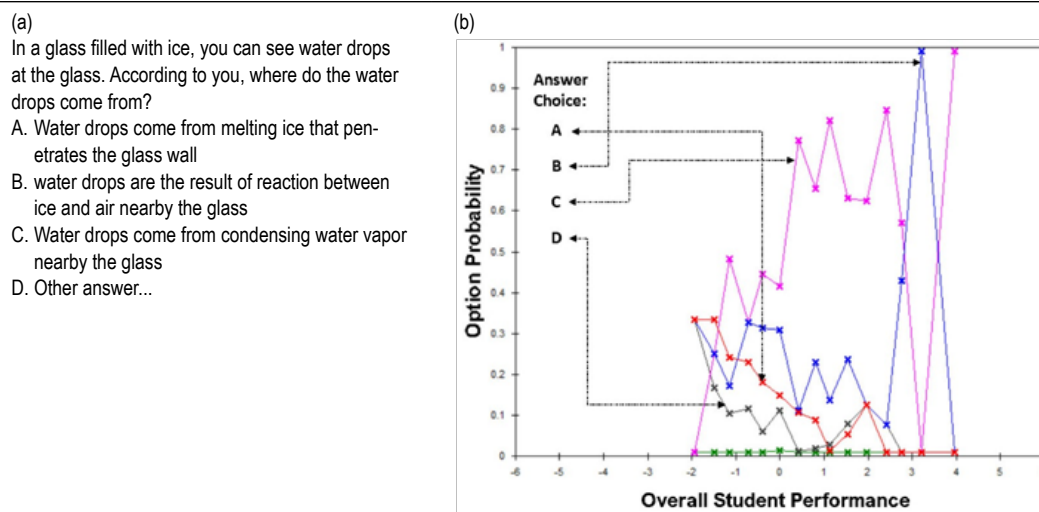 (a)
In a glass filled with ice, you can see water drops
at the glass. According to you, where do the water
drops come from?
A. Water drops come from melting ice that pen-
etrates the glass wall
B. water drops are the result of reaction between
ice and air nearby the glass
C. Water drops come from condensing water vapor
nearby the glass
D. Other answer...
(b)
Option Probability
1
0.9
0.8
0.7
0.6
0.5
0.4
0.3
0.2
0.1
0
Answer
Choice:
A
B
C
D
-6 -5 -4 -3 -2 -1 0 1 2 3 4 5
Overall Student Performance